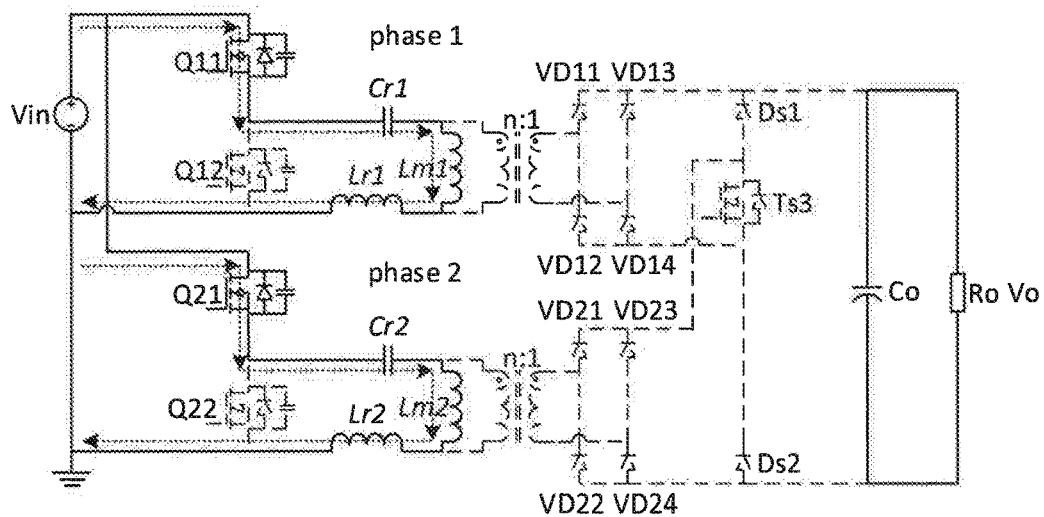 phase 1
Q11
VD11 VD13
Cr1
Vin
n:1
Ds1
Q12
Lr1
Lm1
Ts3
VD12 VD14
phase 2
Q21
VD21 VD23
Co
Ro Vo
Cr2
n:1
Q22
Lr2
Lm2
Ds2
VD22 VD24